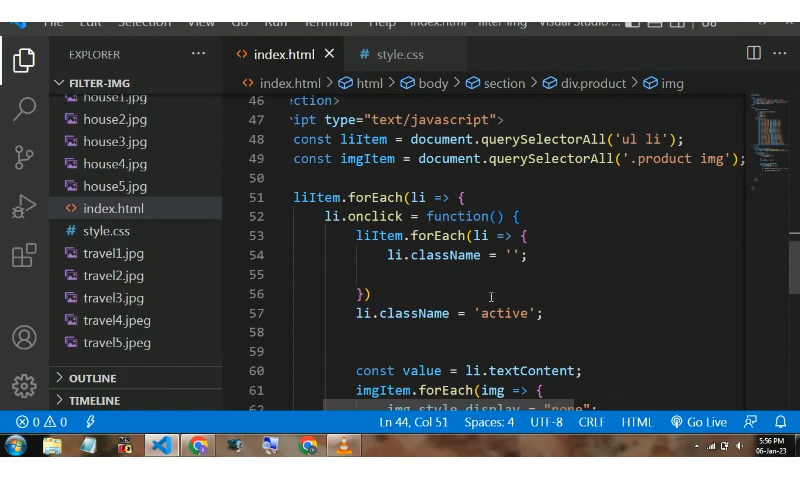 File Edit Selection View Go Run Terminal Help index.html - filter-img - Visual Studio ...
EXPLORER ...
FILTER-IMG
house1.jpg
house2.jpg
house3.jpg
house4.jpg
house5.jpg
index.html
style.css
travel1.jpg
travel2.jpg
travel3.jpg
travel4.jpeg
travel5.jpeg
OUTLINE
TIMELINE
index.html style.css
index.html > html > body > section > div.product > img
46 :ction>
47 ipt type="text/javascript">
48 const liItem = document.querySelectorAll('ul li');
49 const imgItem = document.querySelectorAll('.product img');
50
51 liItem.forEach(li => {
52 li.onclick = function() {
53 liItem.forEach(li => {
54 li.className = '';
55
56 })
57 li.className = 'active';
58
59
60 const value = li.textContent;
61 imgItem.forEach(img => {
62 img.style.display = "none";
0 0 Ln 44, Col 51 Spaces: 4 UTF-8 CRLF HTML Go Live
5:56 PM
06-Jan-23